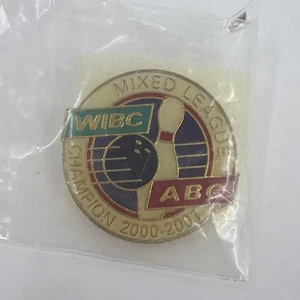 MIXED LEAGUE
WIBC
ABC
CHAMPION 2000-2001